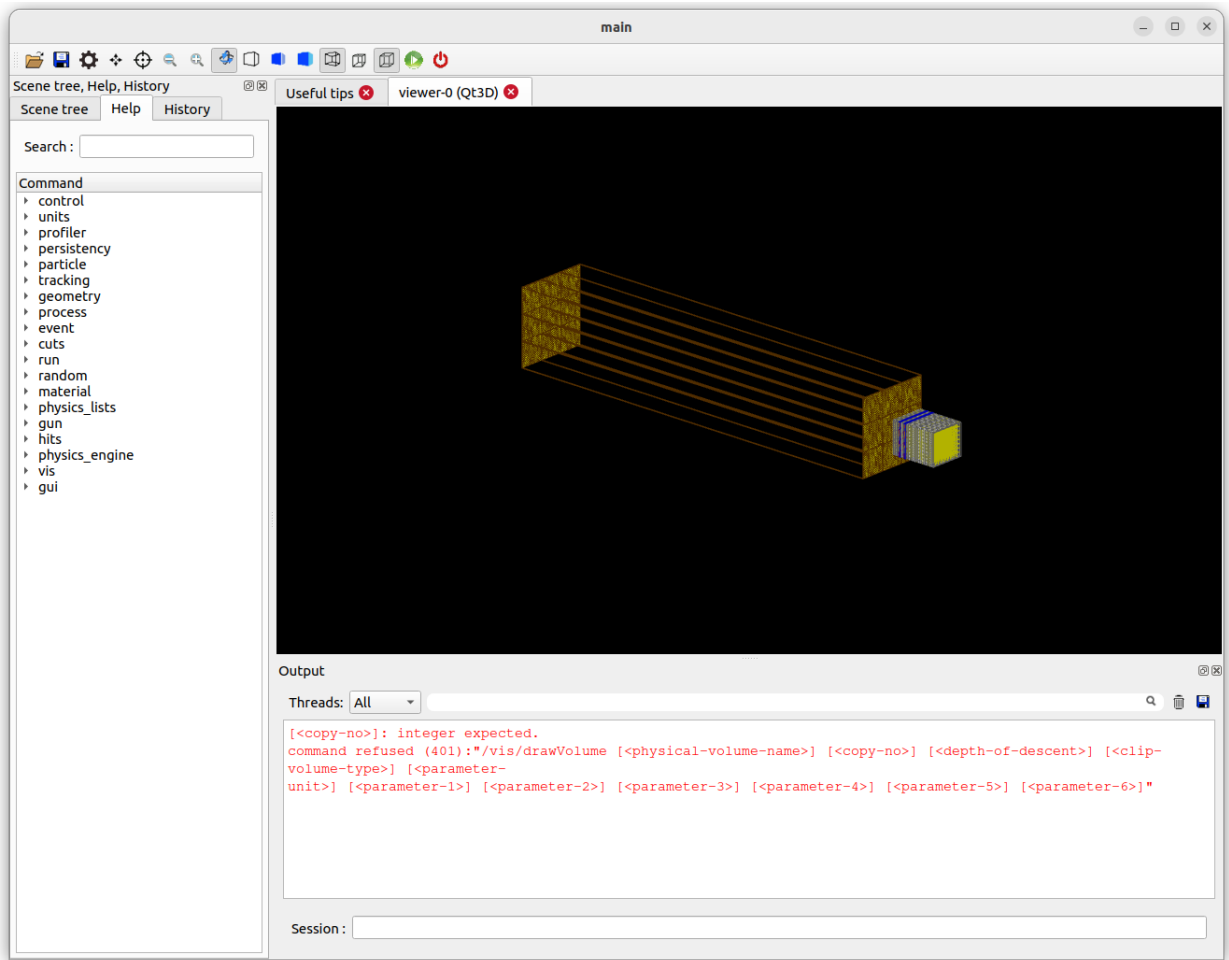 main
Scene tree, Help, History
Scene tree Help History
Search :
Command
control
units
profiler
persistency
particle
tracking
geometry
process
event
cuts
run
random
material
physics_lists
gun
hits
physics_engine
vis
gui
Useful tips viewer-0 (Qt3D)
Output
Threads: All
[<copy-no>]: integer expected.
command refused (401):"/vis/drawVolume [<physical-volume-name>] [<copy-no>] [<depth-of-descent>] [<clip-
volume-type>] [<parameter-
unit>] [<parameter-1>] [<parameter-2>] [<parameter-3>] [<parameter-4>] [<parameter-5>] [<parameter-6>]"
Session :